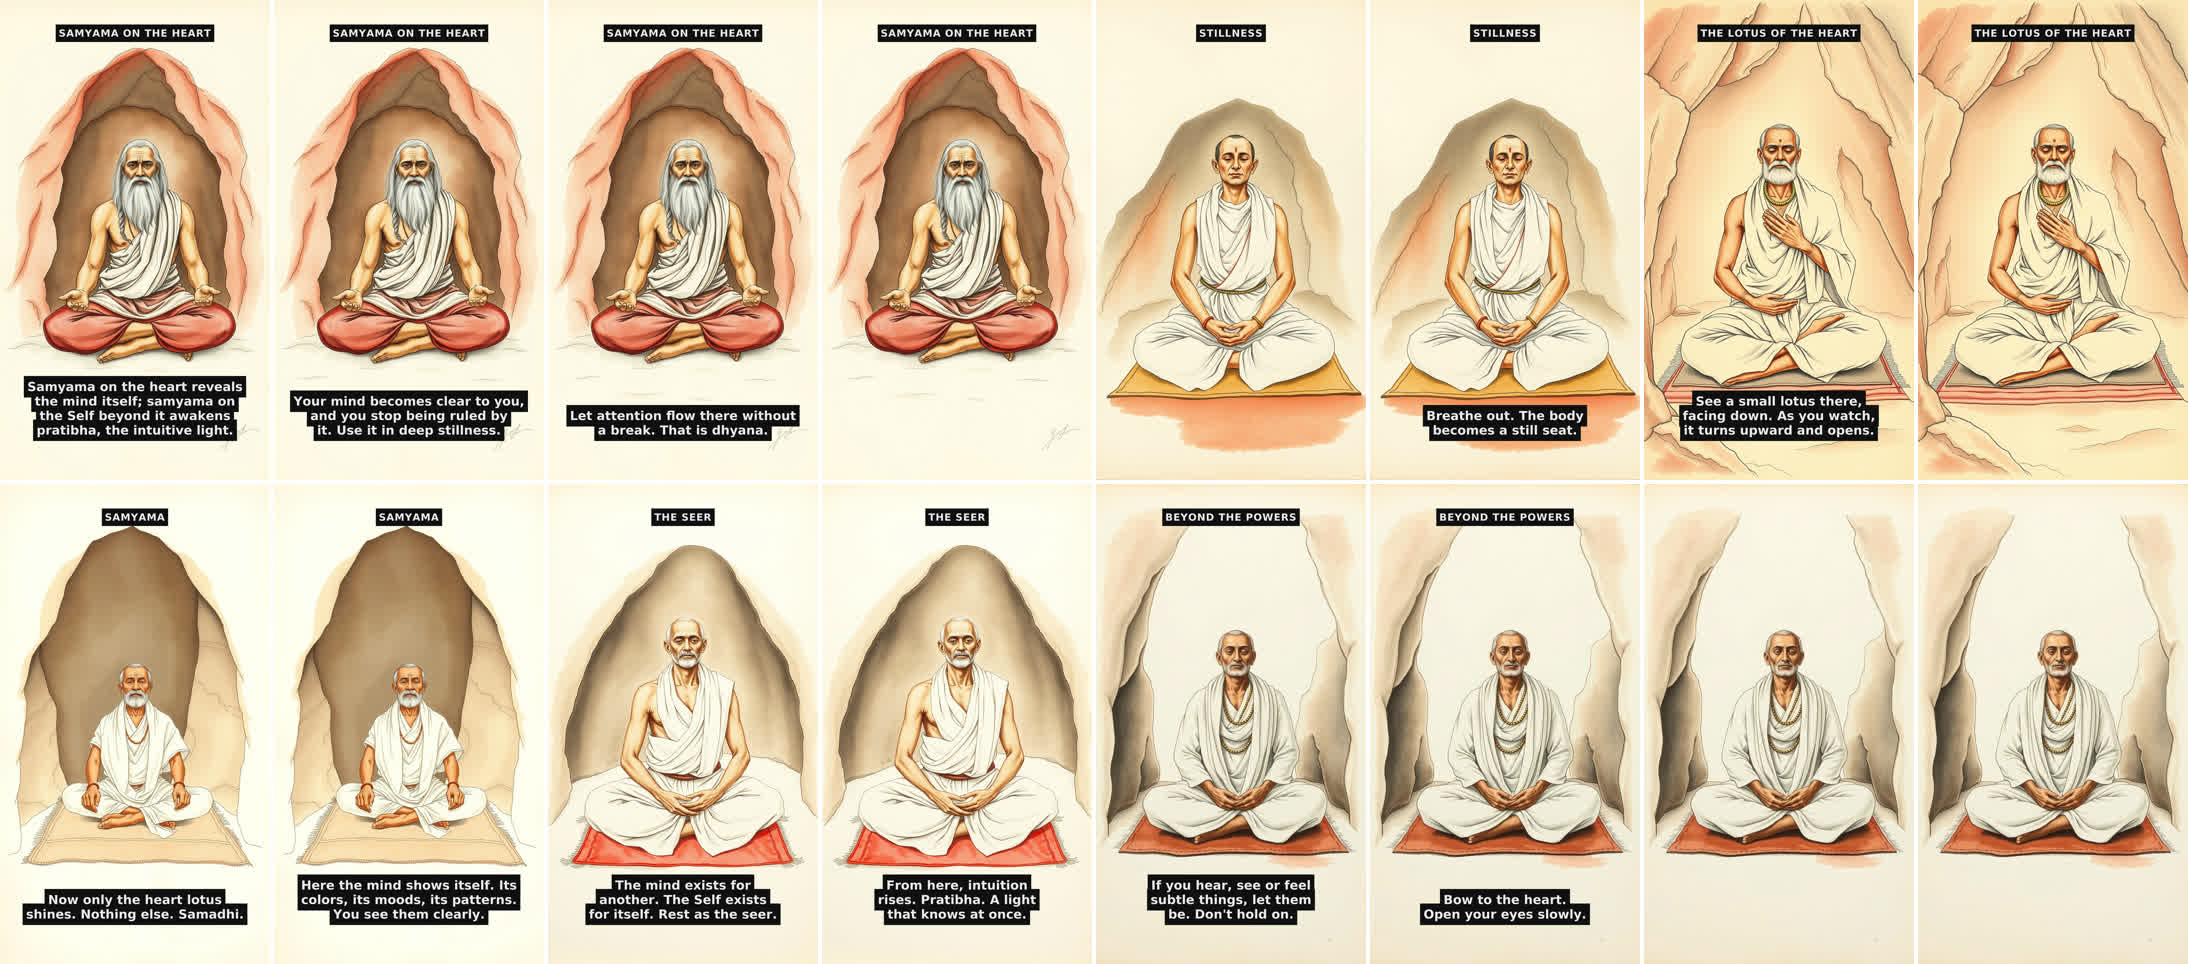 SAMYAMA ON THE HEART
Samyama on the heart reveals
the mind itself; samyama on
the Self beyond it awakens
pratibha, the intuitive light.
SAMYAMA ON THE HEART
Your mind becomes clear to you,
and you stop being ruled by
it. Use it in deep stillness.
SAMYAMA ON THE HEART
Let attention flow there without
a break. That is dhyana.
SAMYAMA ON THE HEART
STILLNESS
STILLNESS
Breathe out. The body
becomes a still seat.
THE LOTUS OF THE HEART
See a small lotus there,
facing down. As you watch,
it turns upward and opens.
THE LOTUS OF THE HEART
SAMYAMA
Now only the heart lotus
shines. Nothing else. Samadhi.
SAMYAMA
Here the mind shows itself. Its
colors, its moods, its patterns.
You see them clearly.
THE SEER
The mind exists for
another. The Self exists
for itself. Rest as the seer.
THE SEER
From here, intuition
rises. Pratibha. A light
that knows at once.
BEYOND THE POWERS
If you hear, see or feel
subtle things, let them
be. Don't hold on.
BEYOND THE POWERS
Bow to the heart.
Open your eyes slowly.